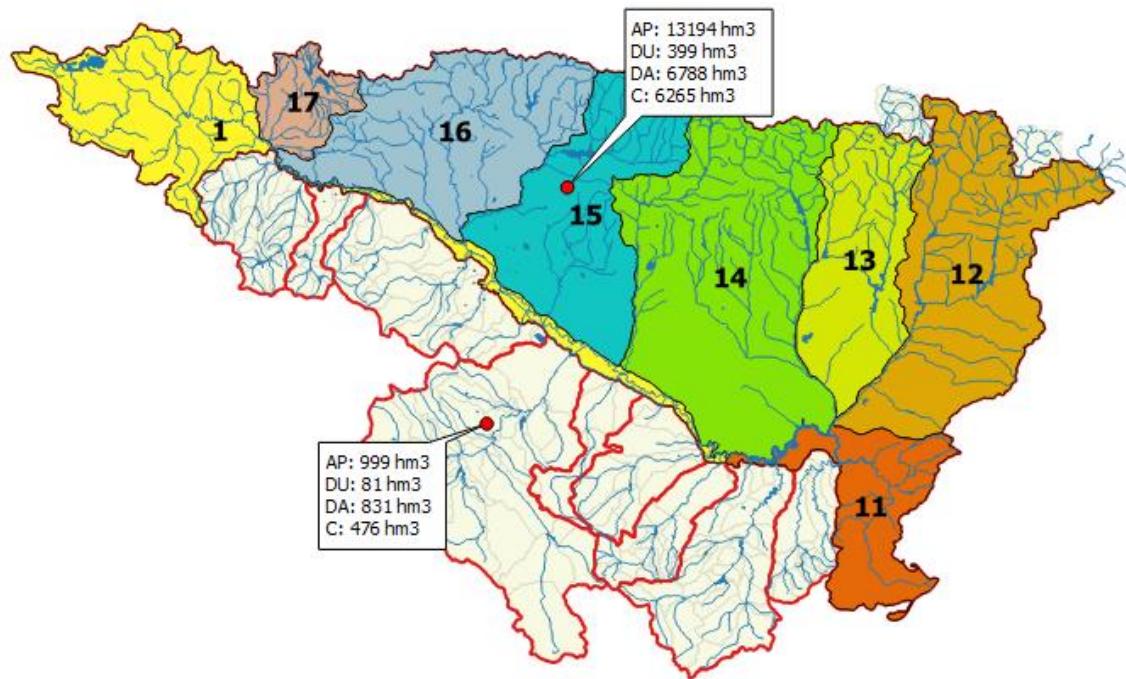 AP: 13194 hm3
DU: 399 hm3
DA: 6788 hm3
C: 6265 hm3
1
17
16
15
14
13
12
AP: 999 hm3
DU: 81 hm3
DA: 831 hm3
C: 476 hm3
11